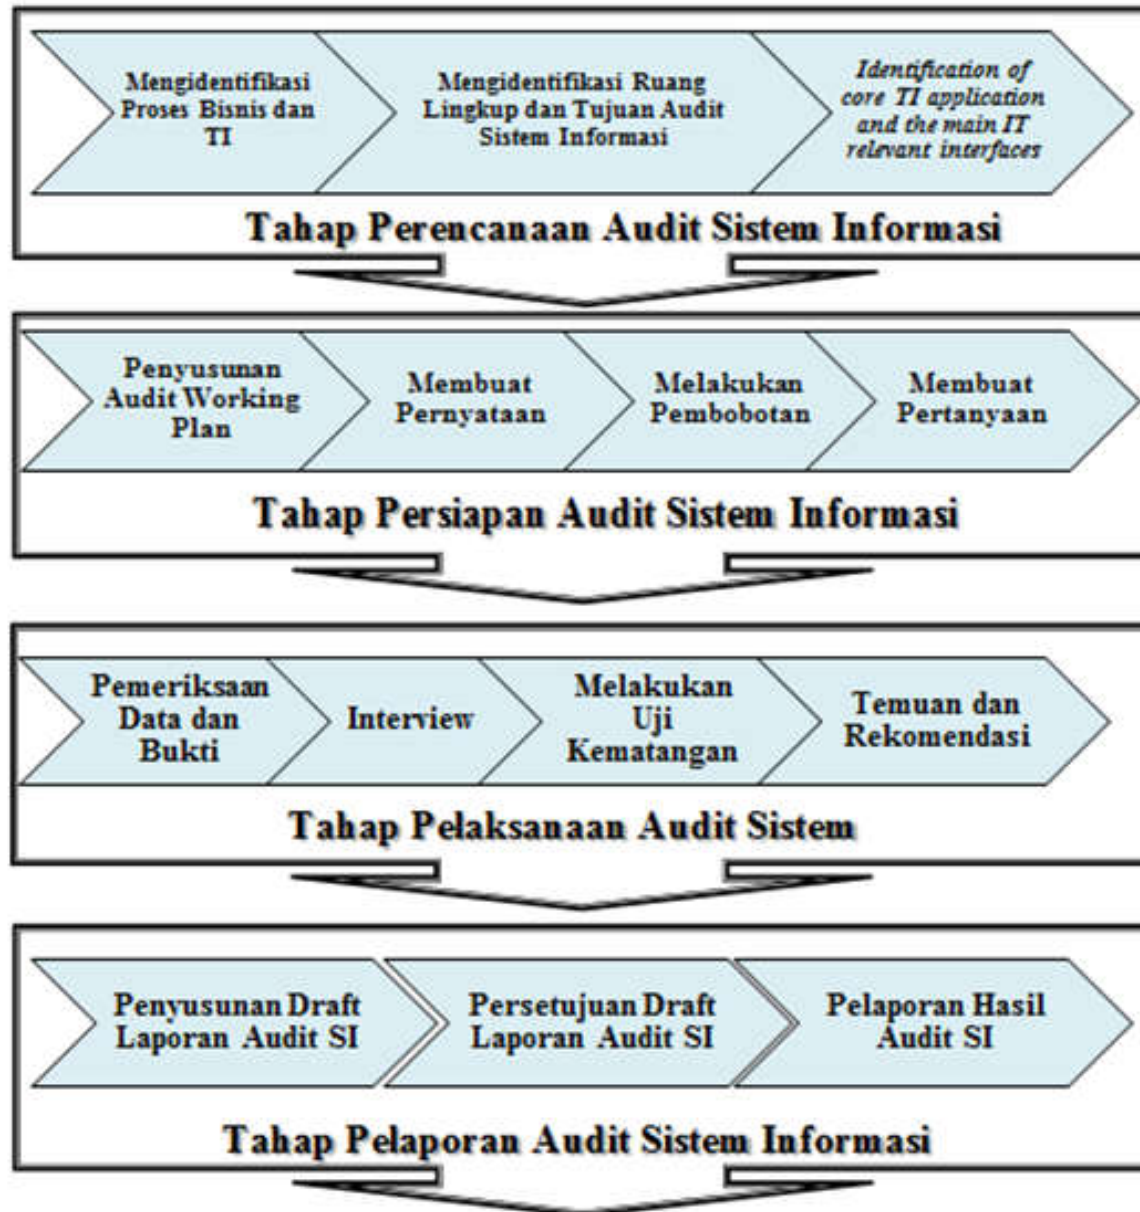 Mengidentifikasi
Proses Bisnis dan
TI
Mengidentifikasi Ruang
Lingkup dan Tujuan Audit
Sistem Informasi
Identification of
core TI application
and the main IT
relevant interfaces
Tahap Perencanaan Audit Sistem Informasi
Penyusunan
Audit Working
Plan
Membuat
Pernyataan
Melakukan
Pembobotan
Membuat
Pertanyaan
Tahap Persiapan Audit Sistem Informasi
Pemeriksaan
Data dan
Bukti
Interview
Melakukan
Uji
Kematangan
Temuan dan
Rekomendasi
Tahap Pelaksanaan Audit Sistem
Penyusunan Draft
Laporan Audit SI
Persetujuan Draft
Laporan Audit SI
Pelaporan Hasil
Audit SI
Tahap Pelaporan Audit Sistem Informasi